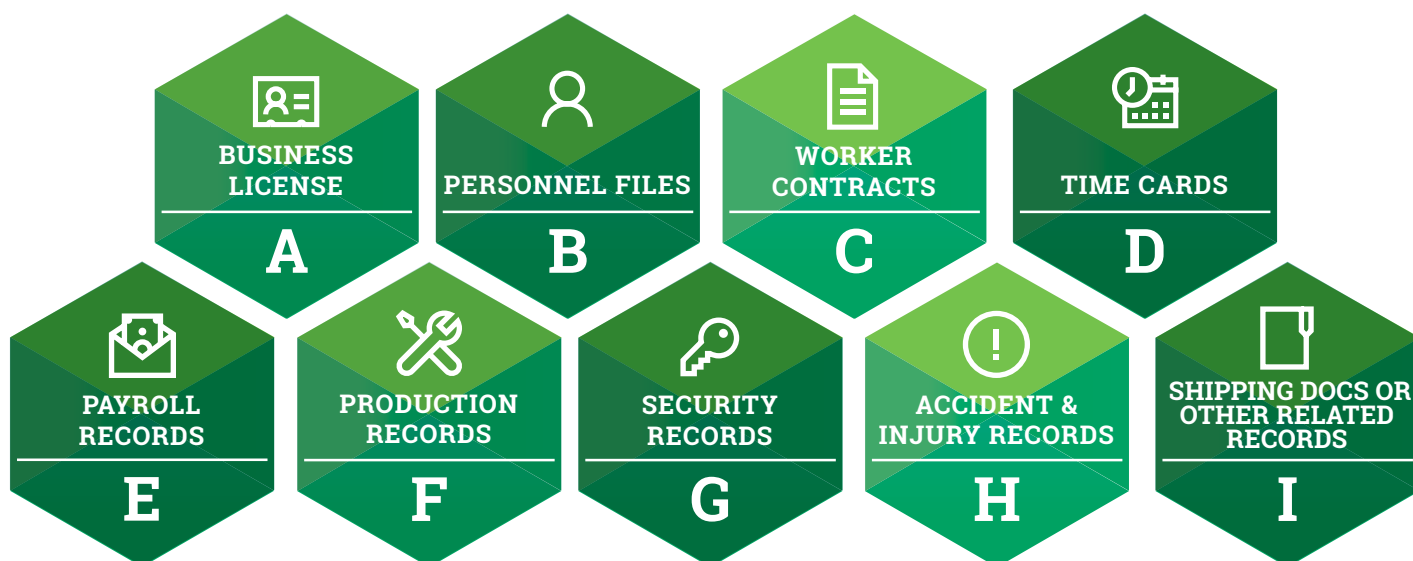 BUSINESS
LICENSE
A
PERSONNEL FILES
B
WORKER
CONTRACTS
C
TIME CARDS
D
PAYROLL
RECORDS
E
PRODUCTION
RECORDS
F
SECURITY
RECORDS
G
ACCIDENT &
INJURY RECORDS
H
SHIPPING DOCS OR
OTHER RELATED
RECORDS
I